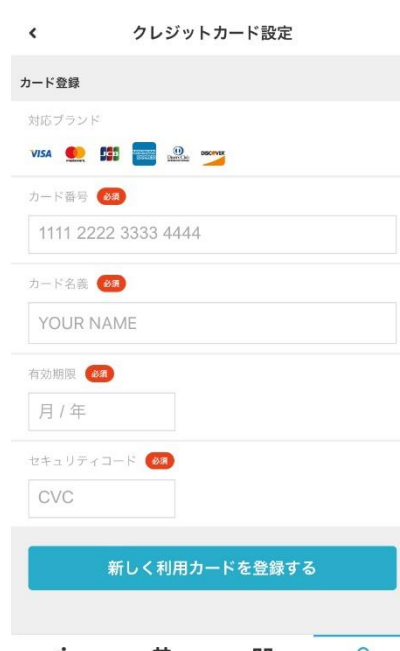 クレジットカード設定
カード登録
対応ブランド
VISA JCB DISCOVER
カード番号 必須
1111 2222 3333 4444
カード名義 必須
YOUR NAME
有効期限 必須
月 / 年
セキュリティコード 必須
CVC
新しく利用カードを登録する